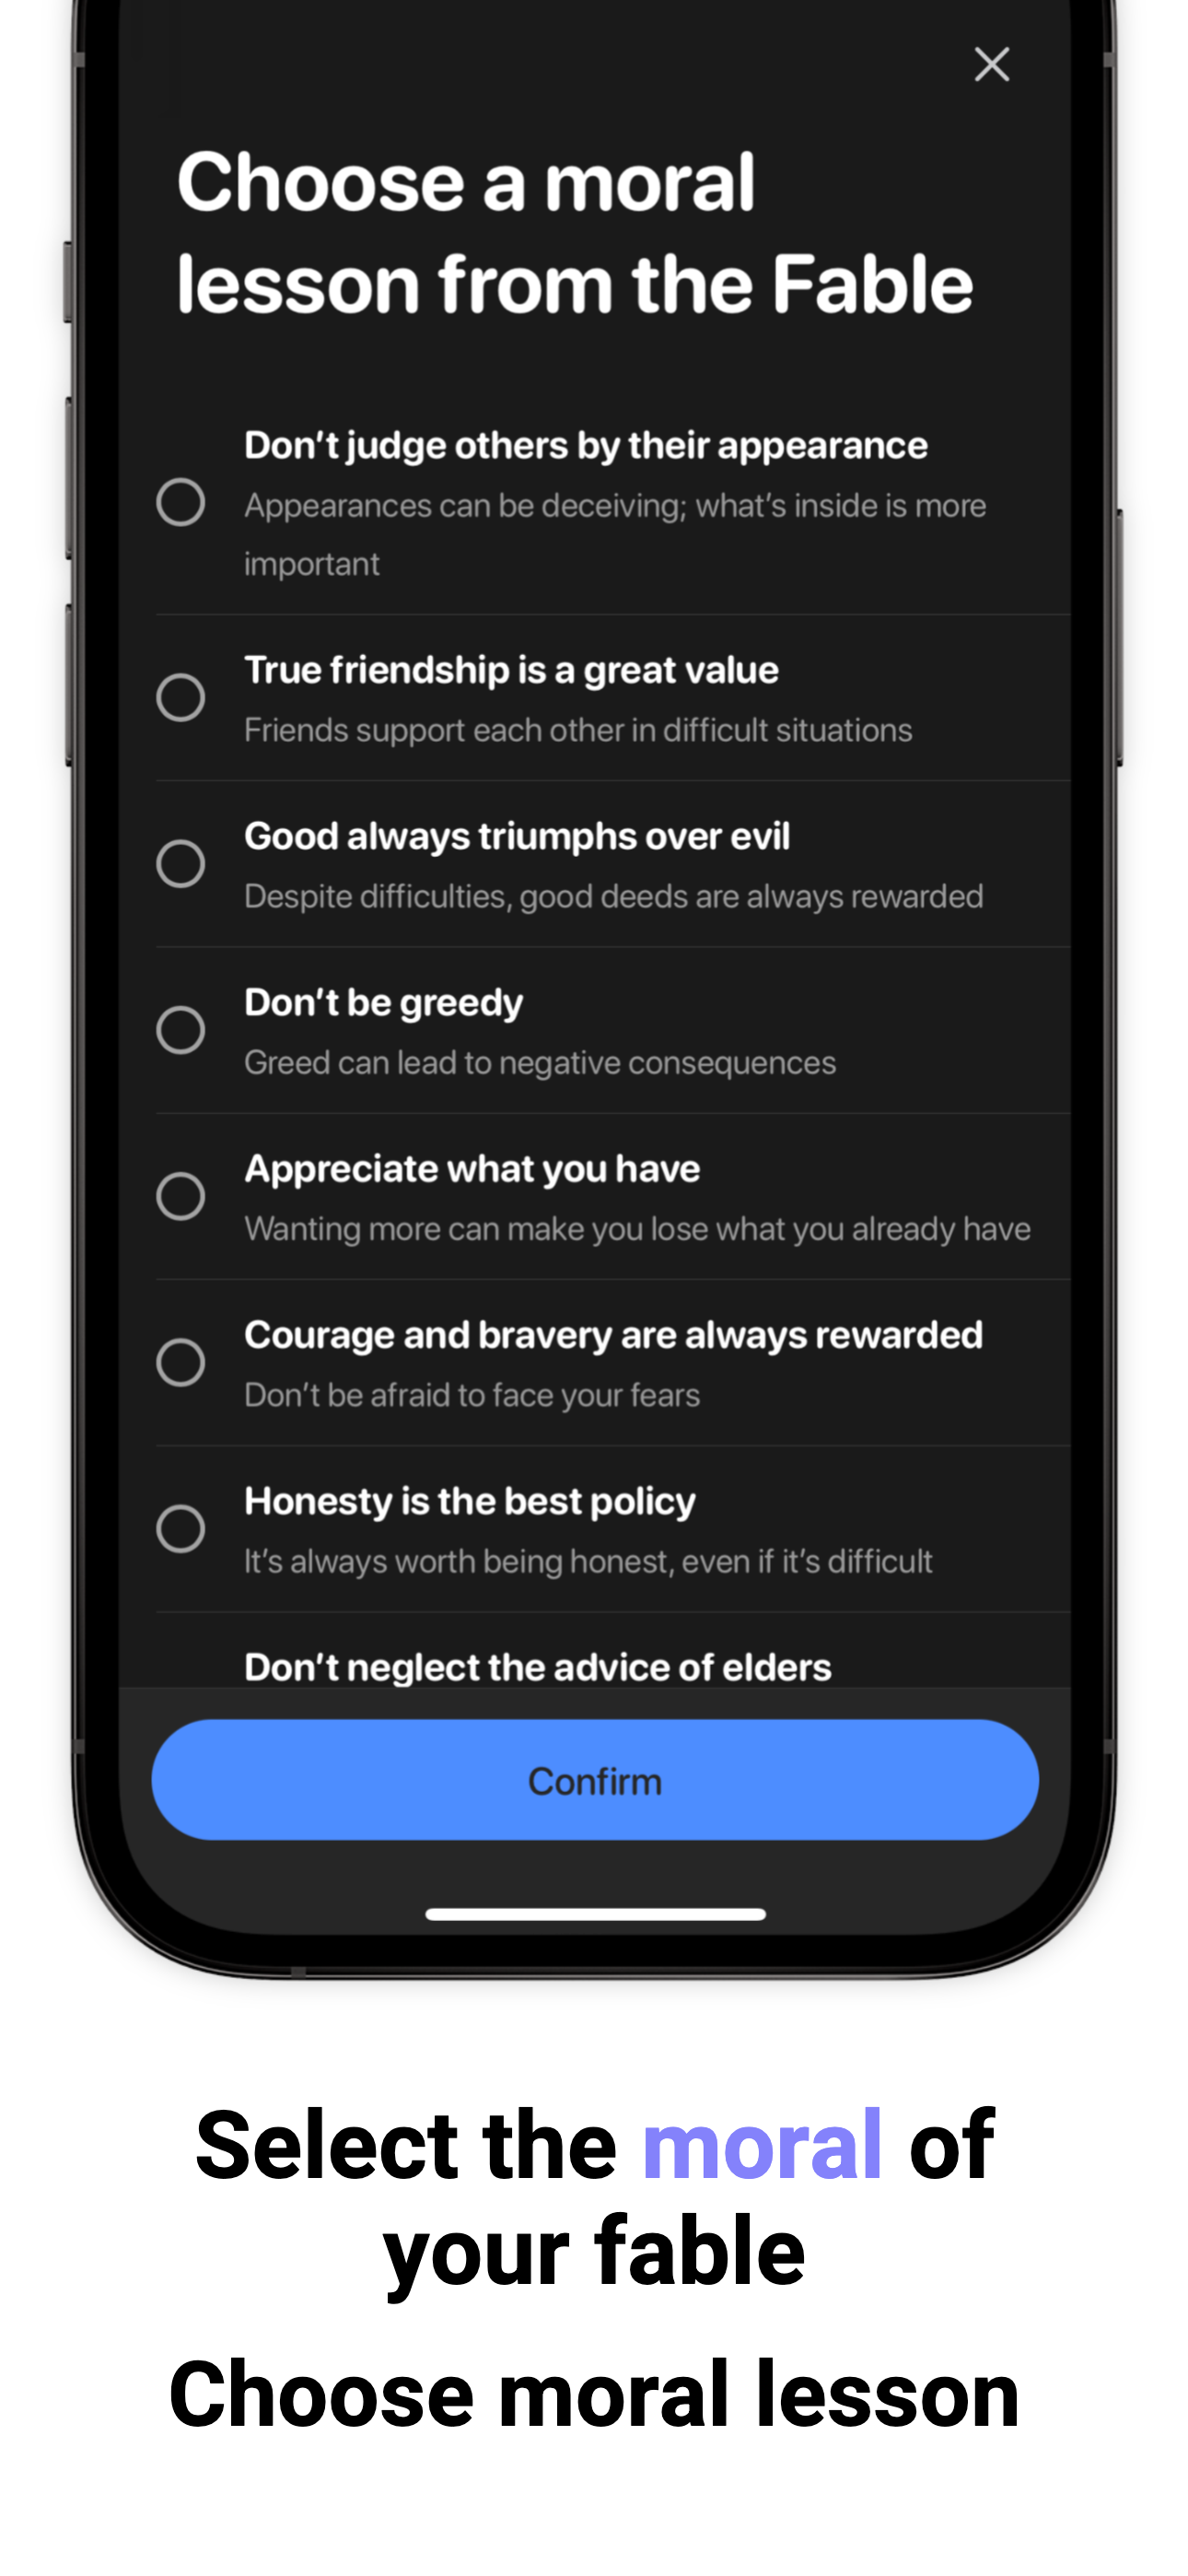 Choose a moral
lesson from the Fable
Don’t judge others by their appearance
Appearances can be deceiving; what’s inside is more
important
True friendship is a great value
Friends support each other in difficult situations
Good always triumphs over evil
Despite difficulties, good deeds are always rewarded
Don’t be greedy
Greed can lead to negative consequences
Appreciate what you have
Wanting more can make you lose what you already have
Courage and bravery are always rewarded
Don’t be afraid to face your fears
Honesty is the best policy
It’s always worth being honest, even if it’s difficult
Don’t neglect the advice of elders
Confirm
Select the moral of
your fable
Choose moral lesson